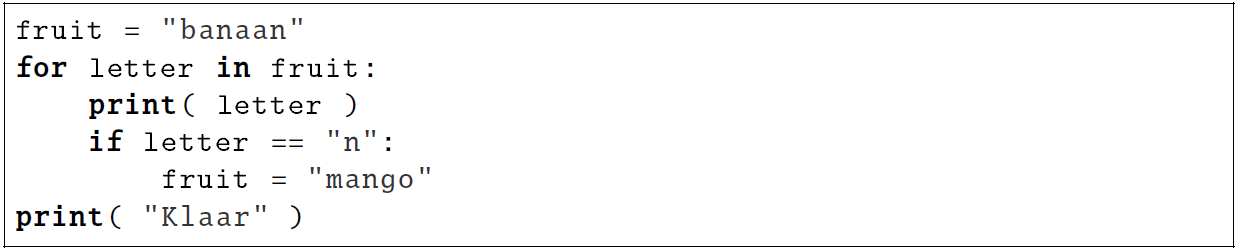 fruit = "banaan"
for letter in fruit:
    print( letter )
    if letter == "n":
        fruit = "mango"
print( "Klaar" )